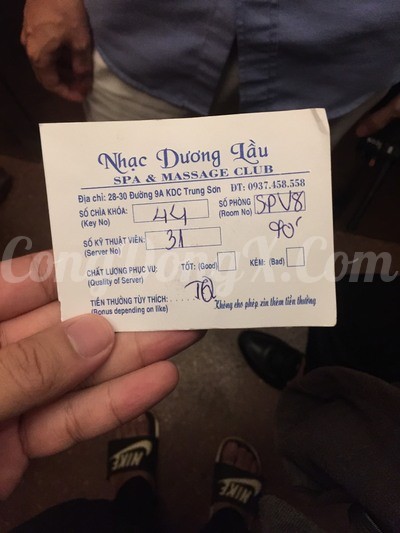 Nhạc Dương Lầu
SPA & MASSAGE CLUB
Địa chỉ: 28-30 Đường 9A KDC Trung Sơn ĐT: 0937.458.558
SỐ CHÌA KHÓA: 44 SỐ PHÒNG SPV8
(Key No) (Room No)
90'
SỐ KỸ THUẬT VIÊN: 31
(Server No)
CHẤT LƯỢNG PHỤC VỤ: TỐT: (Good) KÉM: (Bad)
(Quality of Server)
TIỀN THƯỞNG TÙY THÍCH:.....
(Bonus depending on like) Không cho phép xin thêm tiền thưởng
NIKE
NIKE